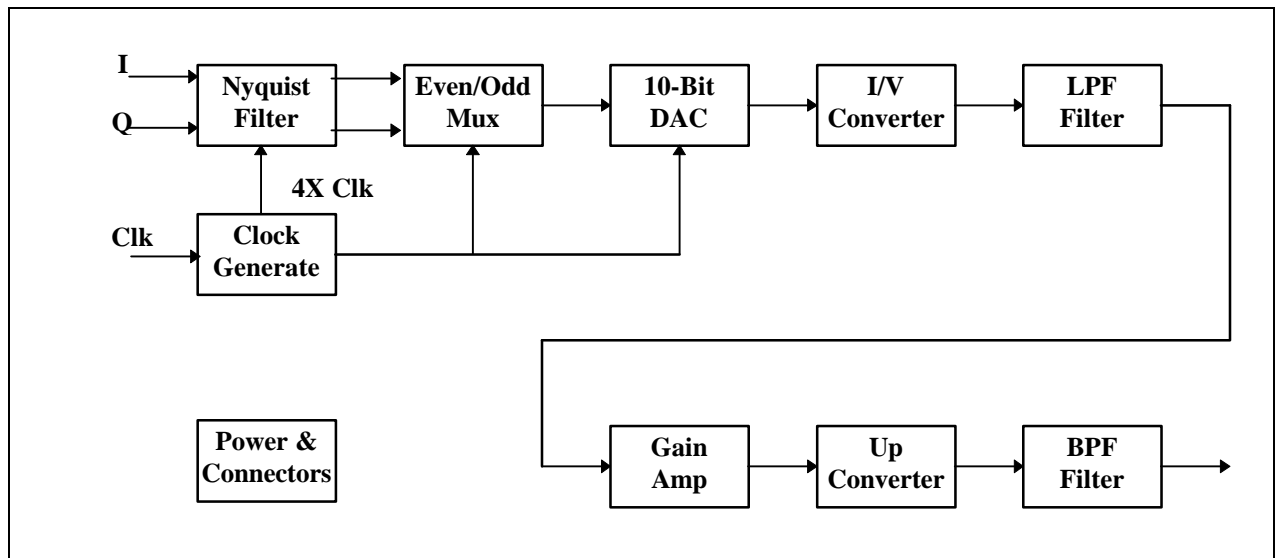 I
Q
Nyquist
Filter
Even/Odd
Mux
10-Bit
DAC
I/V
Converter
LPF
Filter
4X Clk
Clk
Clock
Generate
Power &
Connectors
Gain
Amp
Up
Converter
BPF
Filter